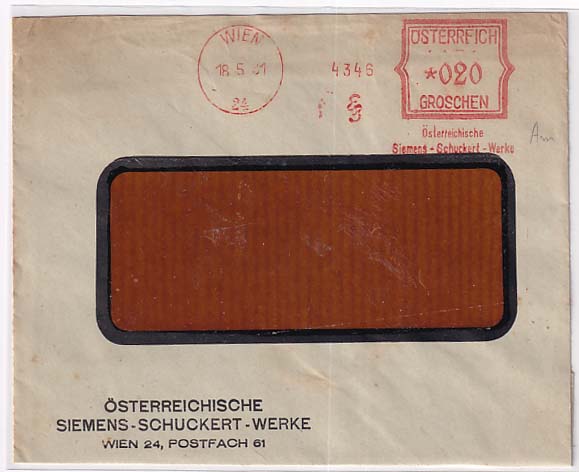 WIEN
18.5.31
24
4346
ÖSTERREICH
*020
GROSCHEN
Österreichische
Siemens-Schuckert-Werke
ÖSTERREICHISCHE
SIEMENS-SCHUCKERT-WERKE
WIEN 24, POSTFACH 61